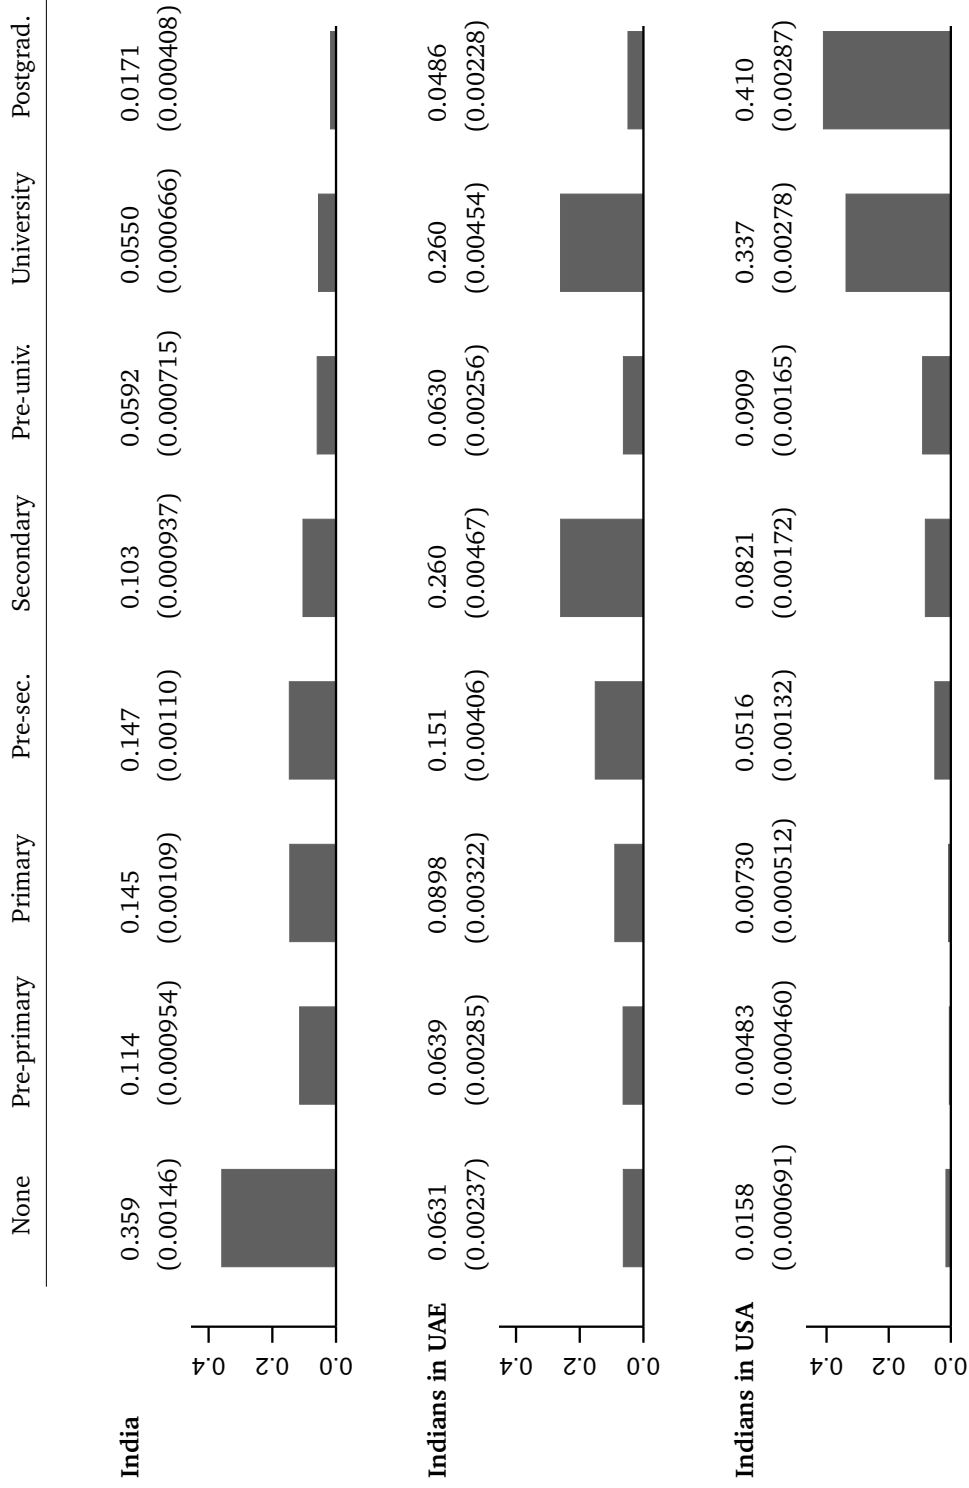 None Pre-primary Primary Pre-sec. Secondary Pre-univ. University Postgrad.
India 0.359 0.114 0.145 0.147 0.103 0.0592 0.0550 0.0171
(0.00146) (0.000954) (0.00109) (0.00110) (0.000937) (0.000715) (0.000666) (0.000408)
0.4
0.2
0.0
Indians in UAE 0.0631 0.0639 0.0898 0.151 0.260 0.0630 0.260 0.0486
(0.00237) (0.00285) (0.00322) (0.00406) (0.00467) (0.00256) (0.00454) (0.00228)
0.4
0.2
0.0
Indians in USA 0.0158 0.00483 0.00730 0.0516 0.0821 0.0909 0.337 0.410
(0.000691) (0.000460) (0.000512) (0.00132) (0.00172) (0.00165) (0.00278) (0.00287)
0.4
0.2
0.0